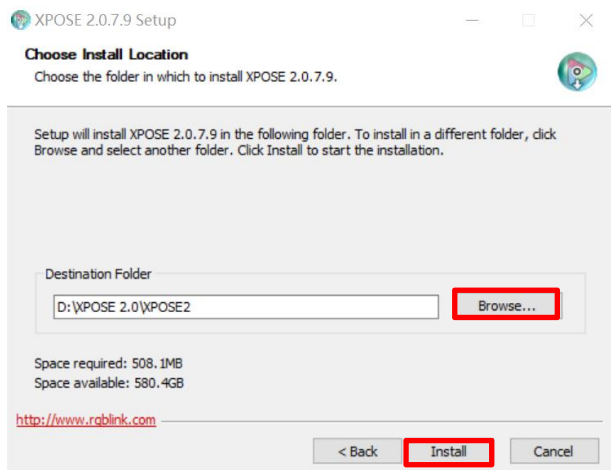 XPOSE 2.0.7.9 Setup
Choose Install Location
Choose the folder in which to install XPOSE 2.0.7.9.
Setup will install XPOSE 2.0.7.9 in the following folder. To install in a different folder, click
Browse and select another folder. Click Install to start the installation.
Destination Folder
D:\XPOSE 2.0\XPOSE2
Browse...
Space required: 508.1MB
Space available: 580.4GB
http://www.rgblink.com
< Back
Install
Cancel